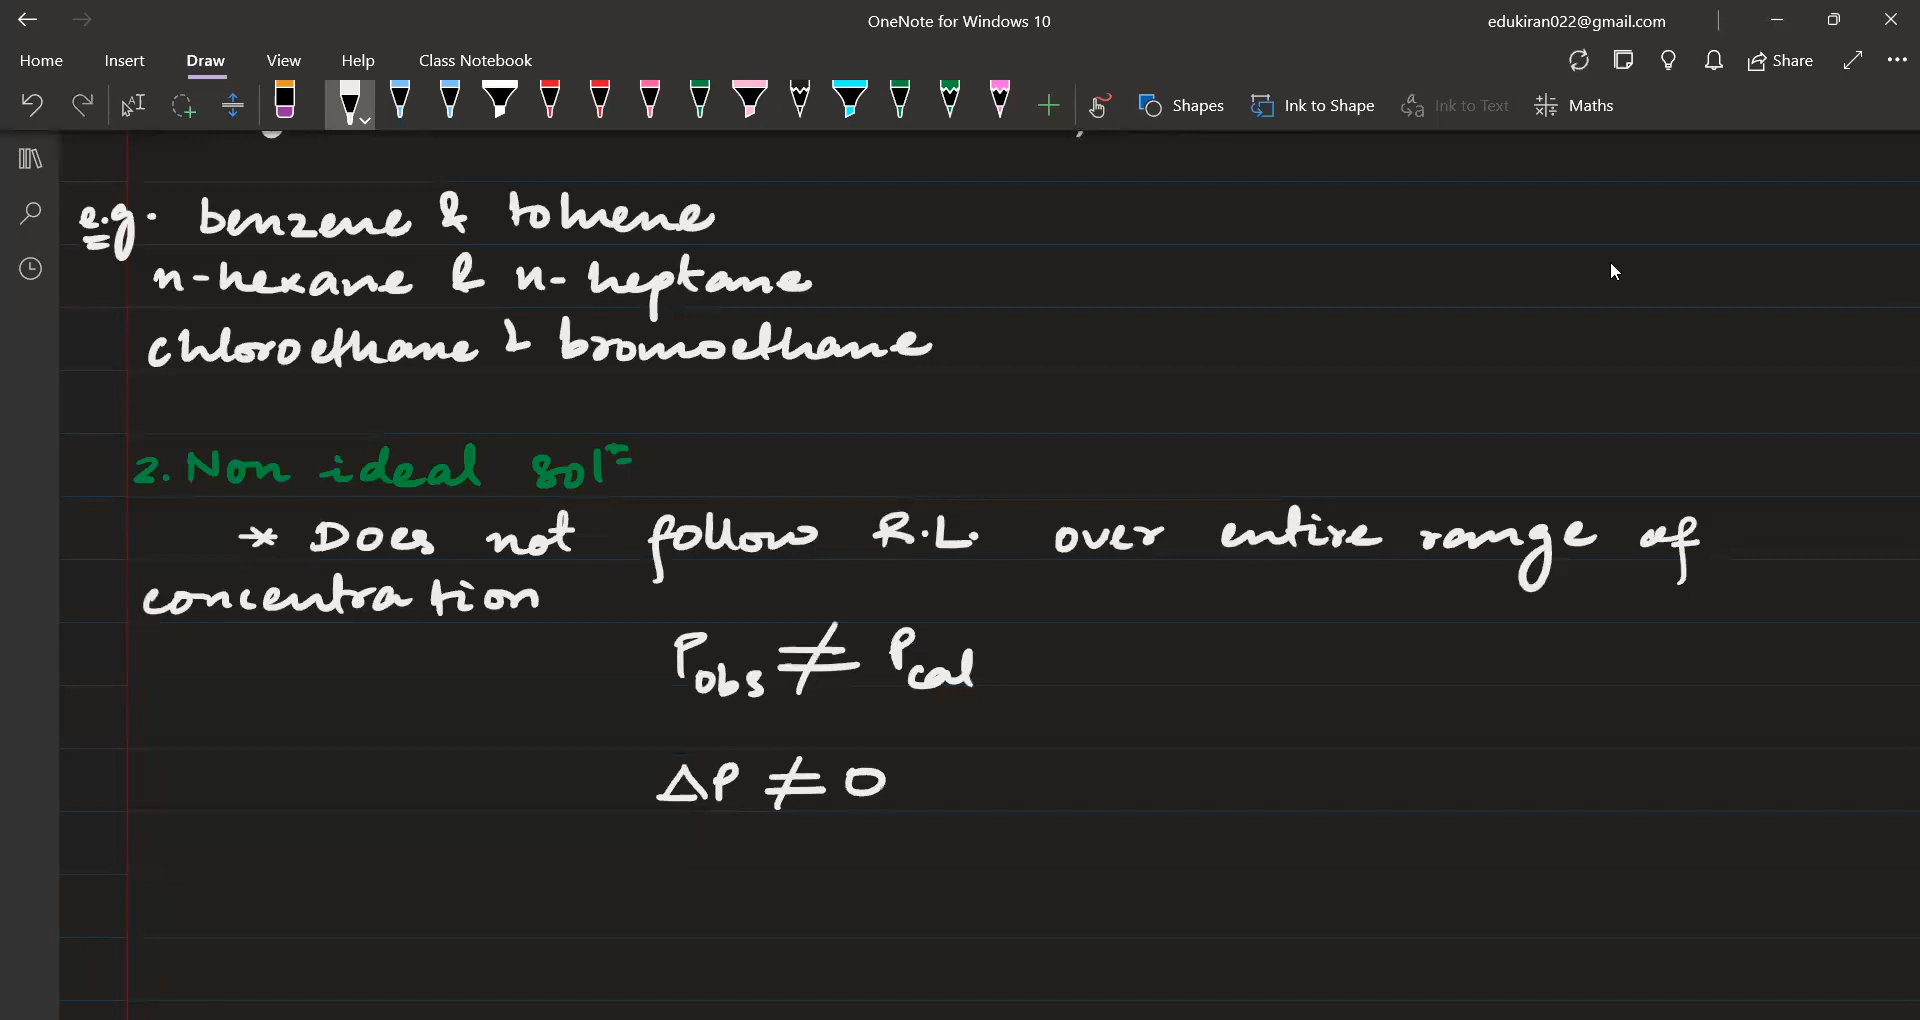 OneNote for Windows 10
edukiran022@gmail.com
Home Insert Draw View Help Class Notebook
Share
Shapes Ink to Shape Ink to Text Maths
e.g. benzene & toluene
n-hexane & n-heptane
chloroethane & bromoethane
2. Non ideal solⁿ
* Does not follow R.L. over entire range of
concentration
Pobs ≠ Pcal
ΔP ≠ 0